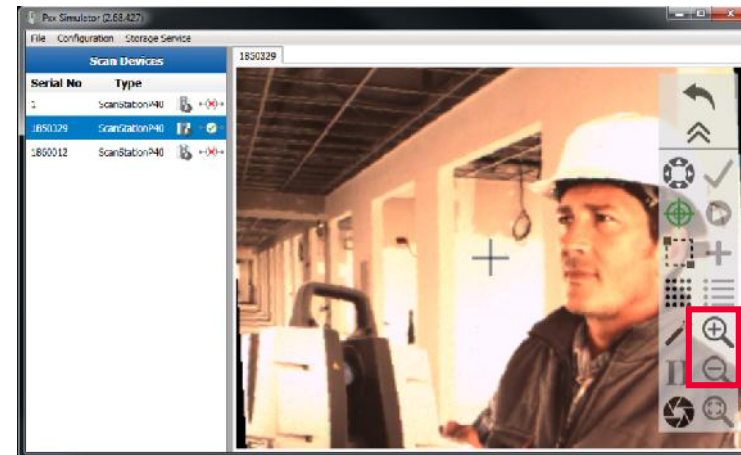 Pxx Simulator (2.68.427)
File Configuration Storage Service
Scan Devices
1850329
Serial No Type
1 ScanStationP40
1850329 ScanStationP40
1860012 ScanStationP40